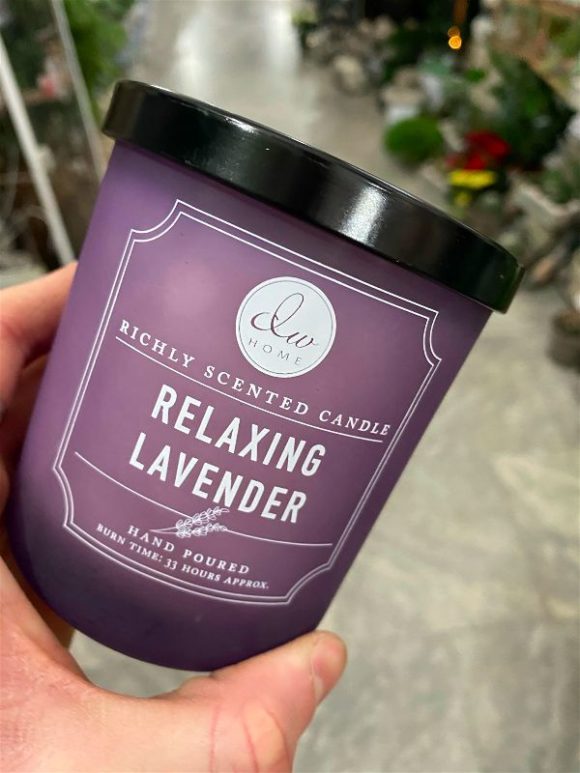 dw
HOME
RICHLY SCENTED CANDLE
RELAXING
LAVENDER
HAND POURED
BURN TIME: 33 HOURS APPROX.